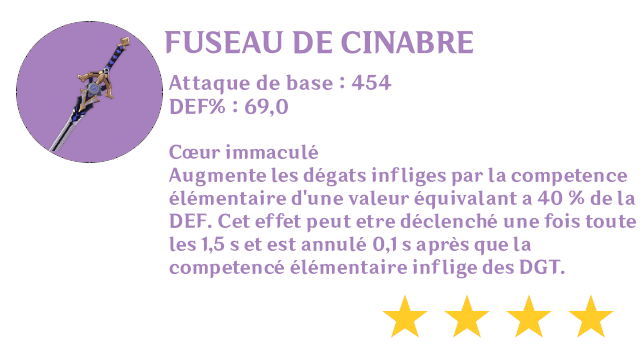 FUSEAU DE CINABRE
Attaque de base : 454
DEF% : 69,0
Cœur immaculé
Augmente les dégats infliges par la competence
élémentaire d'une valeur équivalant a 40 % de la
DEF. Cet effet peut etre déclenché une fois toute
les 1,5 s et est annulé 0,1 s après que la
competencé élémentaire inflige des DGT.